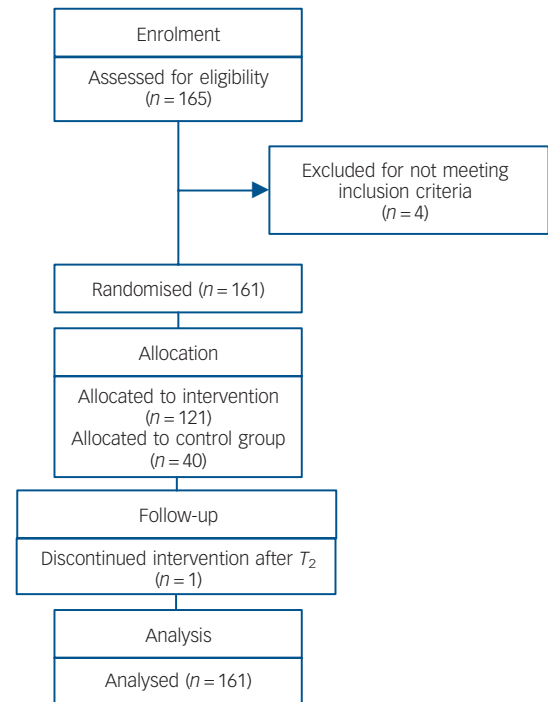 Enrolment
Assessed for eligibility
(n = 165)
Excluded for not meeting
inclusion criteria
(n = 4)
Randomised (n = 161)
Allocation
Allocated to intervention
(n = 121)
Allocated to control group
(n = 40)
Follow-up
Discontinued intervention after T₂
(n = 1)
Analysis
Analysed (n = 161)